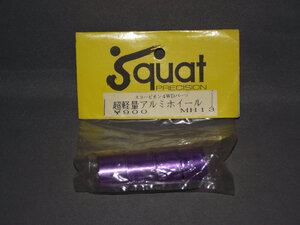 Squat
PRECISION
スコーピオン4WDパーツ
超軽量アルミホイール
¥900 MH13